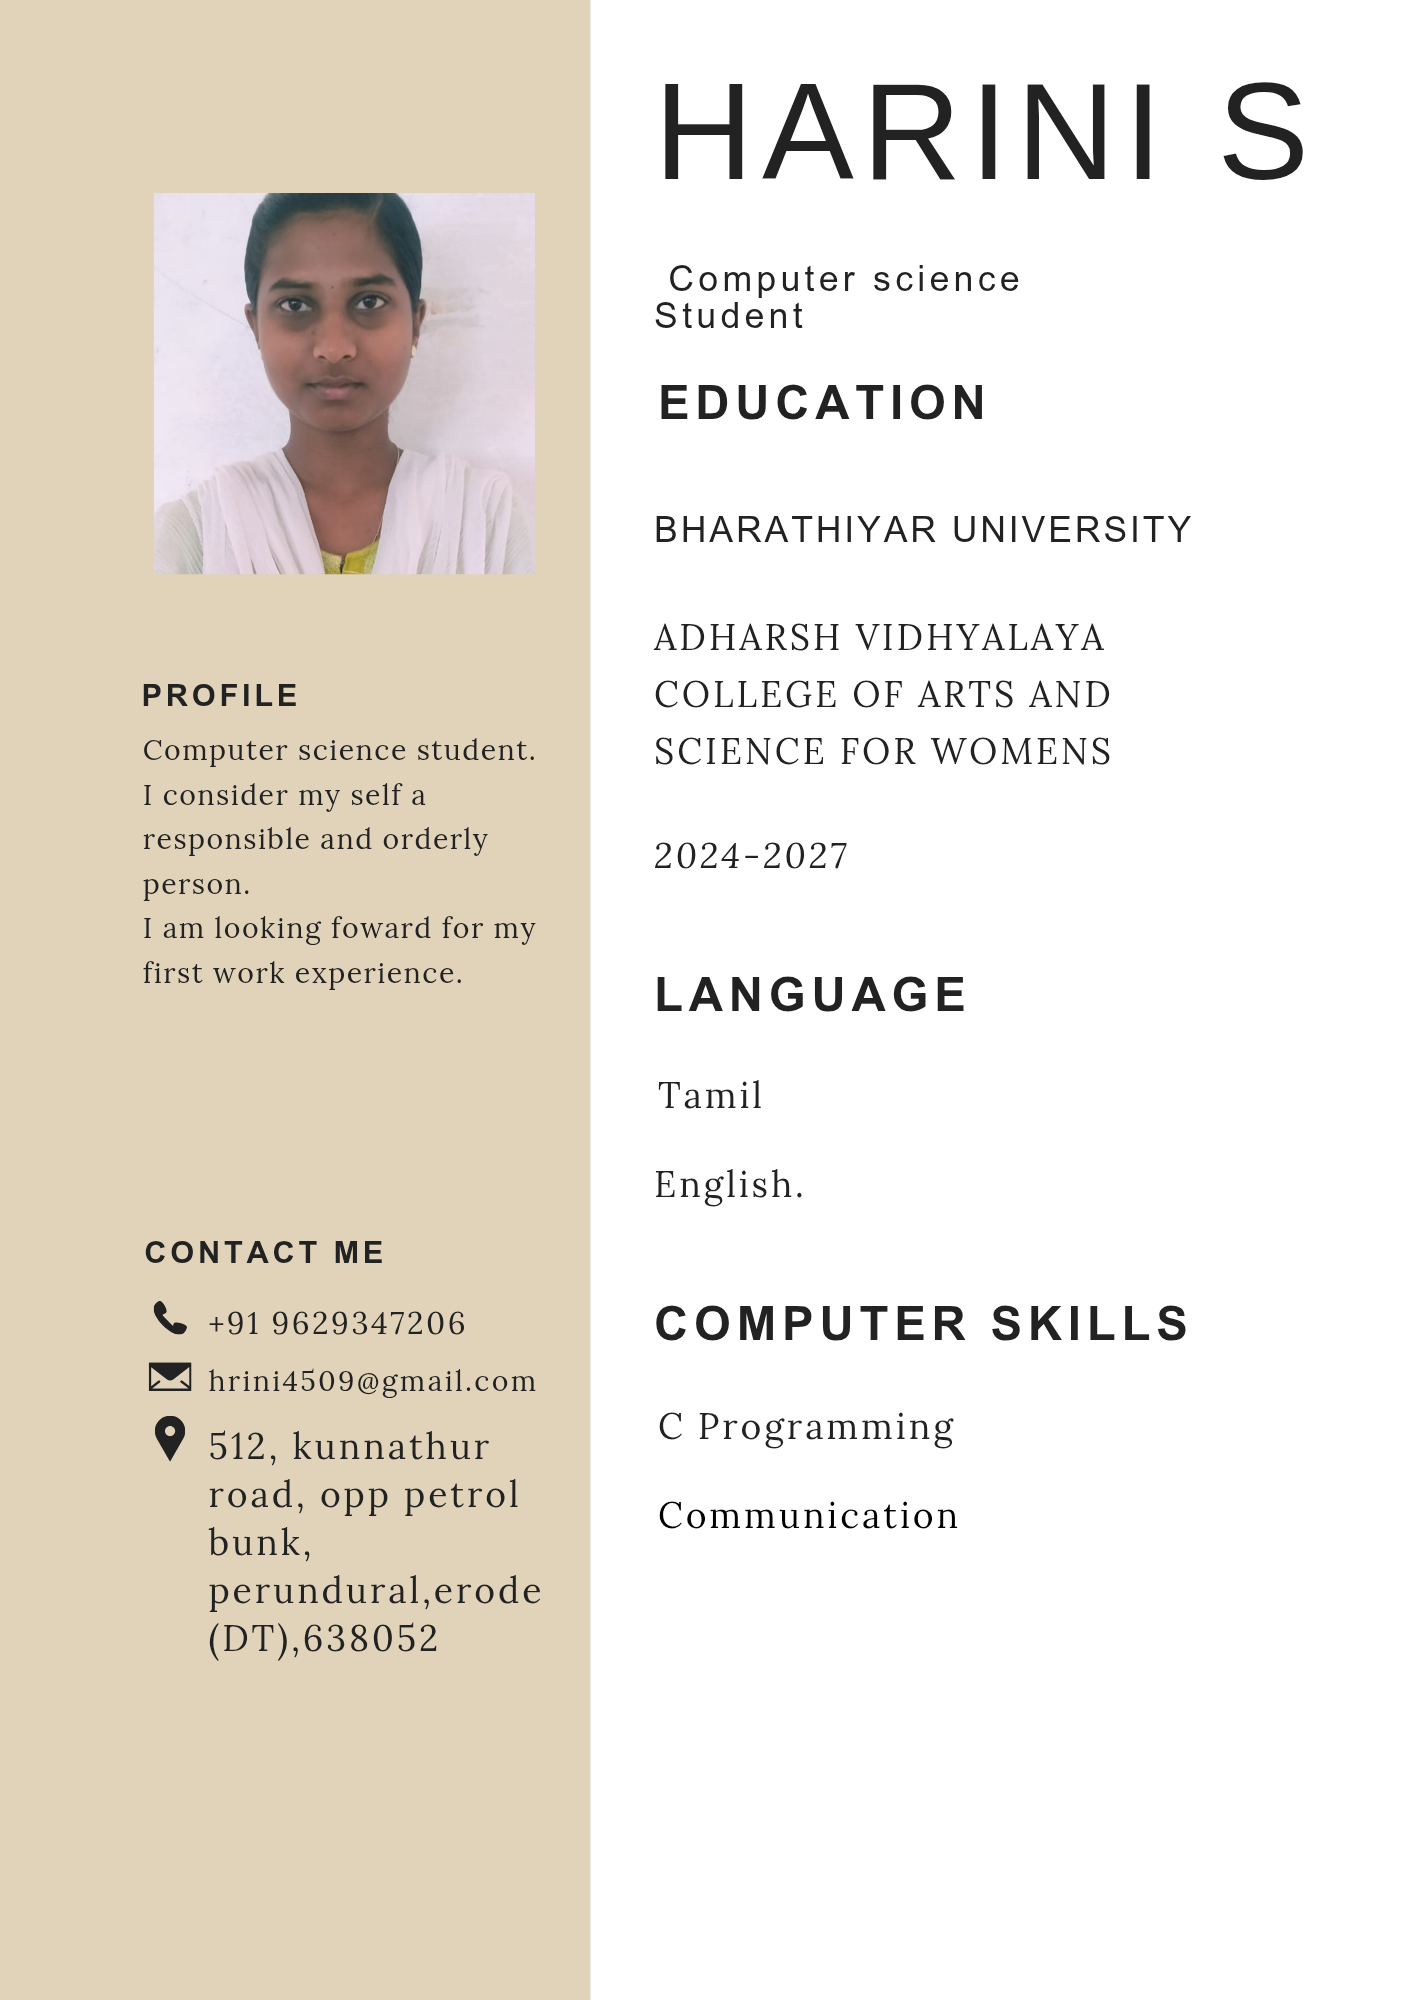 HARINI S
Computer science
Student
EDUCATION
BHARATHIYAR UNIVERSITY
ADHARSH VIDHYALAYA
COLLEGE OF ARTS AND
SCIENCE FOR WOMENS
2024-2027
LANGUAGE
Tamil
English.
COMPUTER SKILLS
C Programming
Communication
PROFILE
Computer science student.
I consider my self a
responsible and orderly
person.
I am looking foward for my
first work experience.
CONTACT ME
+91 9629347206
hrini4509@gmail.com
512, kunnathur
road, opp petrol
bunk,
perundural,erode
(DT),638052